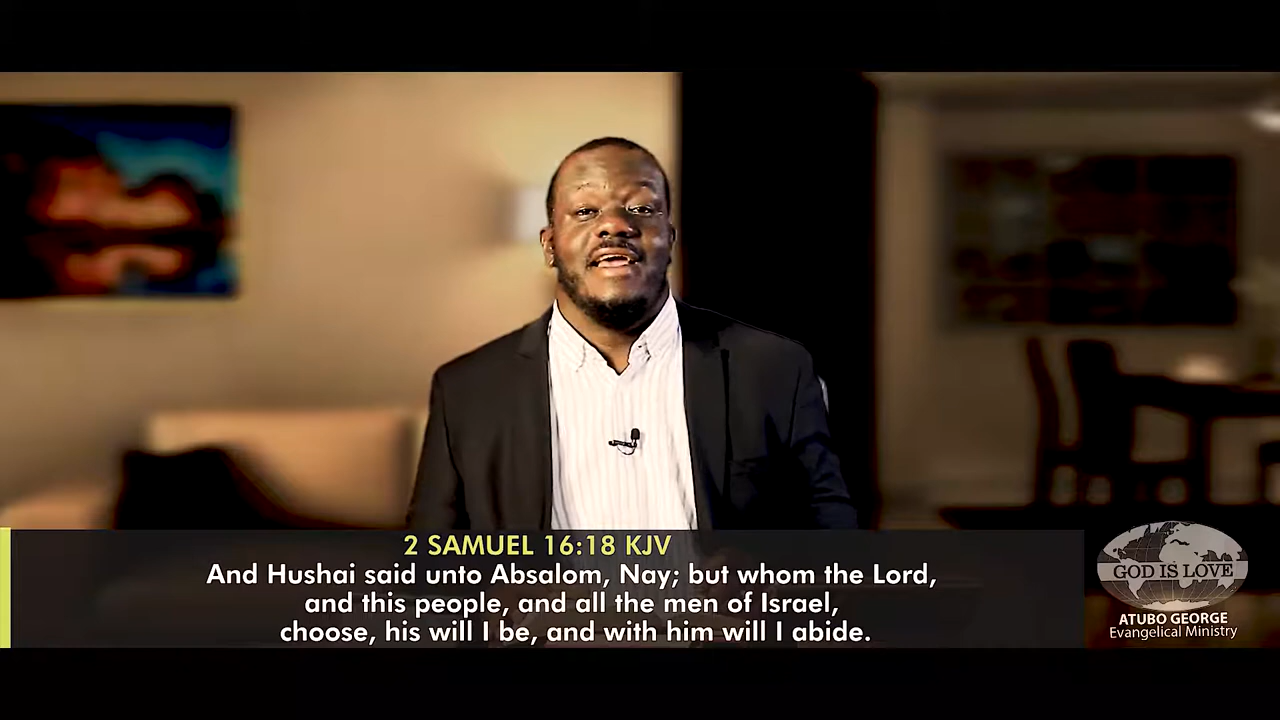 2 SAMUEL 16:18 KJV
And Hushai said unto Absalom, Nay; but whom the Lord,
and this people, and all the men of Israel,
choose, his will I be, and with him will I abide.
GOD IS LOVE
ATUBO GEORGE
Evangelical Ministry